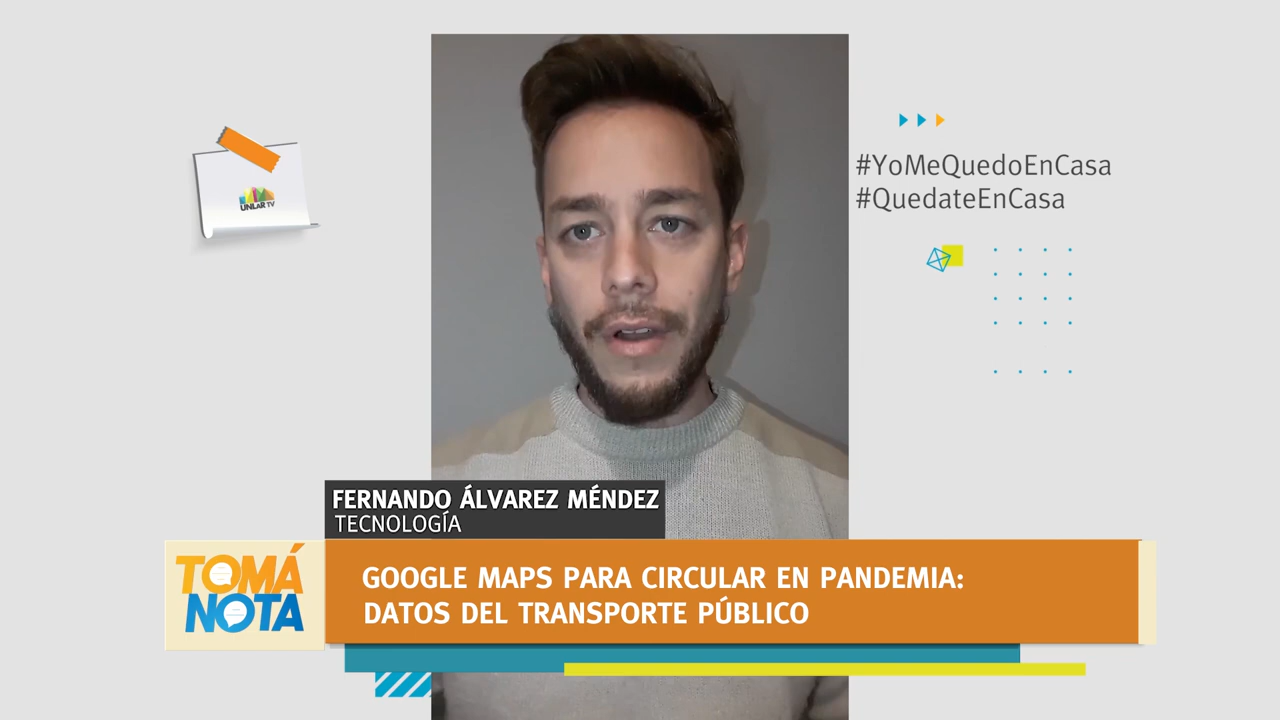 UNLAR TV
#YoMeQuedoEnCasa
#QuedateEnCasa
FERNANDO ÁLVAREZ MÉNDEZ
TECNOLOGÍA
TOMÁ
NOTA
GOOGLE MAPS PARA CIRCULAR EN PANDEMIA:
DATOS DEL TRANSPORTE PÚBLICO